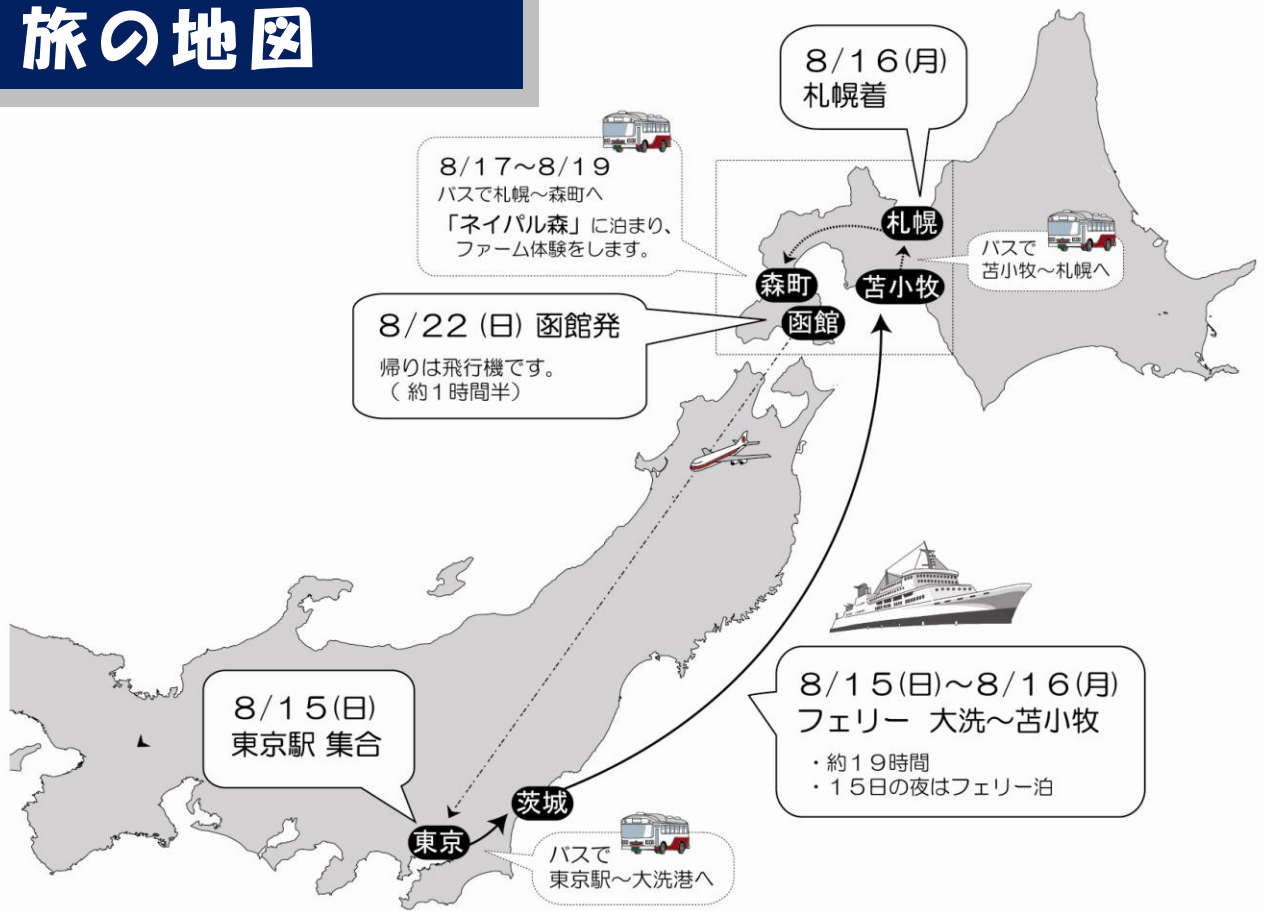 旅の地図
8/16(月)
札幌着
8/17～8/19
バスで札幌～森町へ
「ネイパル森」に泊まり、
ファーム体験をします。
札幌
バスで
苫小牧～札幌へ
森町
苫小牧
函館
8/22 (日) 函館発
帰りは飛行機です。
( 約1時間半)
8/15(日)～8/16(月)
フェリー 大洗～苫小牧
・約19時間
・15日の夜はフェリー泊
8/15(日)
東京駅 集合
茨城
東京
バスで
東京駅～大洗港へ